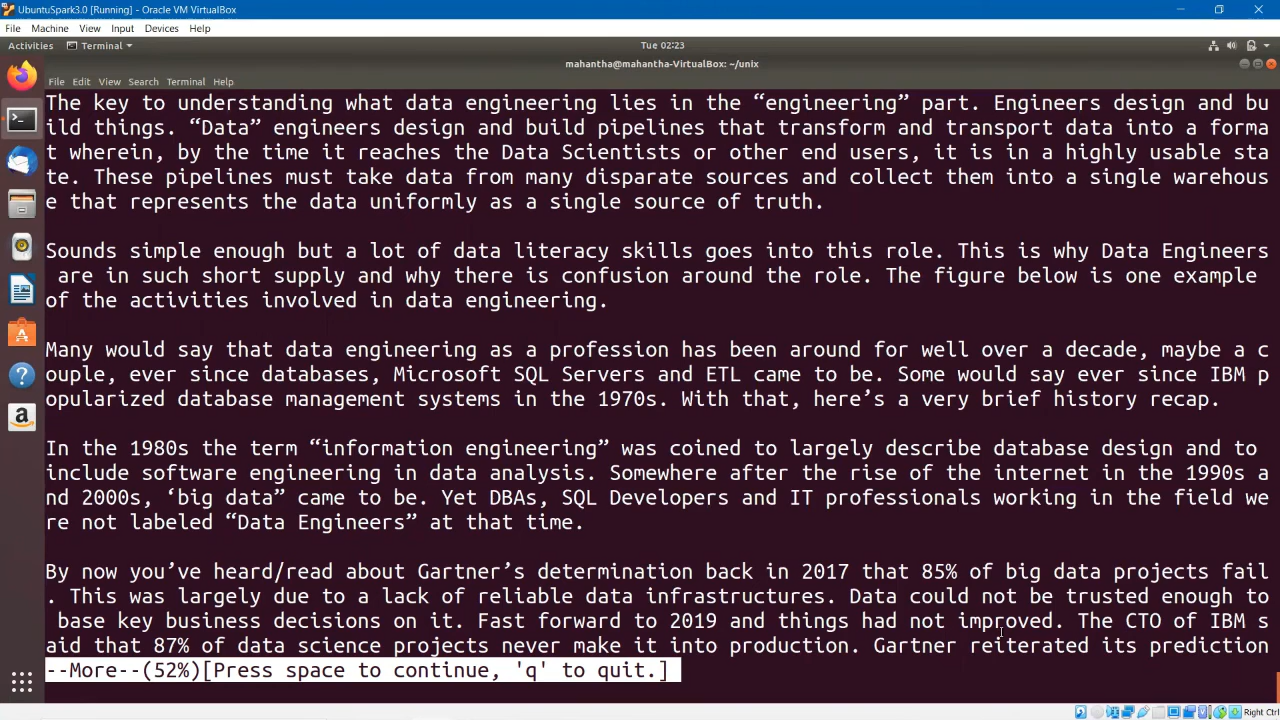 UbuntuSpark3.0 [Running] - Oracle VM VirtualBox
File Machine View Input Devices Help
Activities Terminal Tue 02:23
mahantha@mahantha-VirtualBox: ~/unix
File Edit View Search Terminal Help
The key to understanding what data engineering lies in the “engineering” part. Engineers design and bu
ild things. “Data” engineers design and build pipelines that transform and transport data into a forma
t wherein, by the time it reaches the Data Scientists or other end users, it is in a highly usable sta
te. These pipelines must take data from many disparate sources and collect them into a single warehous
e that represents the data uniformly as a single source of truth.
Sounds simple enough but a lot of data literacy skills goes into this role. This is why Data Engineers
are in such short supply and why there is confusion around the role. The figure below is one example
of the activities involved in data engineering.
Many would say that data engineering as a profession has been around for well over a decade, maybe a c
ouple, ever since databases, Microsoft SQL Servers and ETL came to be. Some would say ever since IBM p
opularized database management systems in the 1970s. With that, here’s a very brief history recap.
In the 1980s the term “information engineering” was coined to largely describe database design and to
include software engineering in data analysis. Somewhere after the rise of the internet in the 1990s a
nd 2000s, ‘big data” came to be. Yet DBAs, SQL Developers and IT professionals working in the field we
re not labeled “Data Engineers” at that time.
By now you’ve heard/read about Gartner’s determination back in 2017 that 85% of big data projects fail
. This was largely due to a lack of reliable data infrastructures. Data could not be trusted enough to
base key business decisions on it. Fast forward to 2019 and things had not improved. The CTO of IBM s
aid that 87% of data science projects never make it into production. Gartner reiterated its prediction
--More--(52%)[Press space to continue, 'q' to quit.]
Right Ctrl